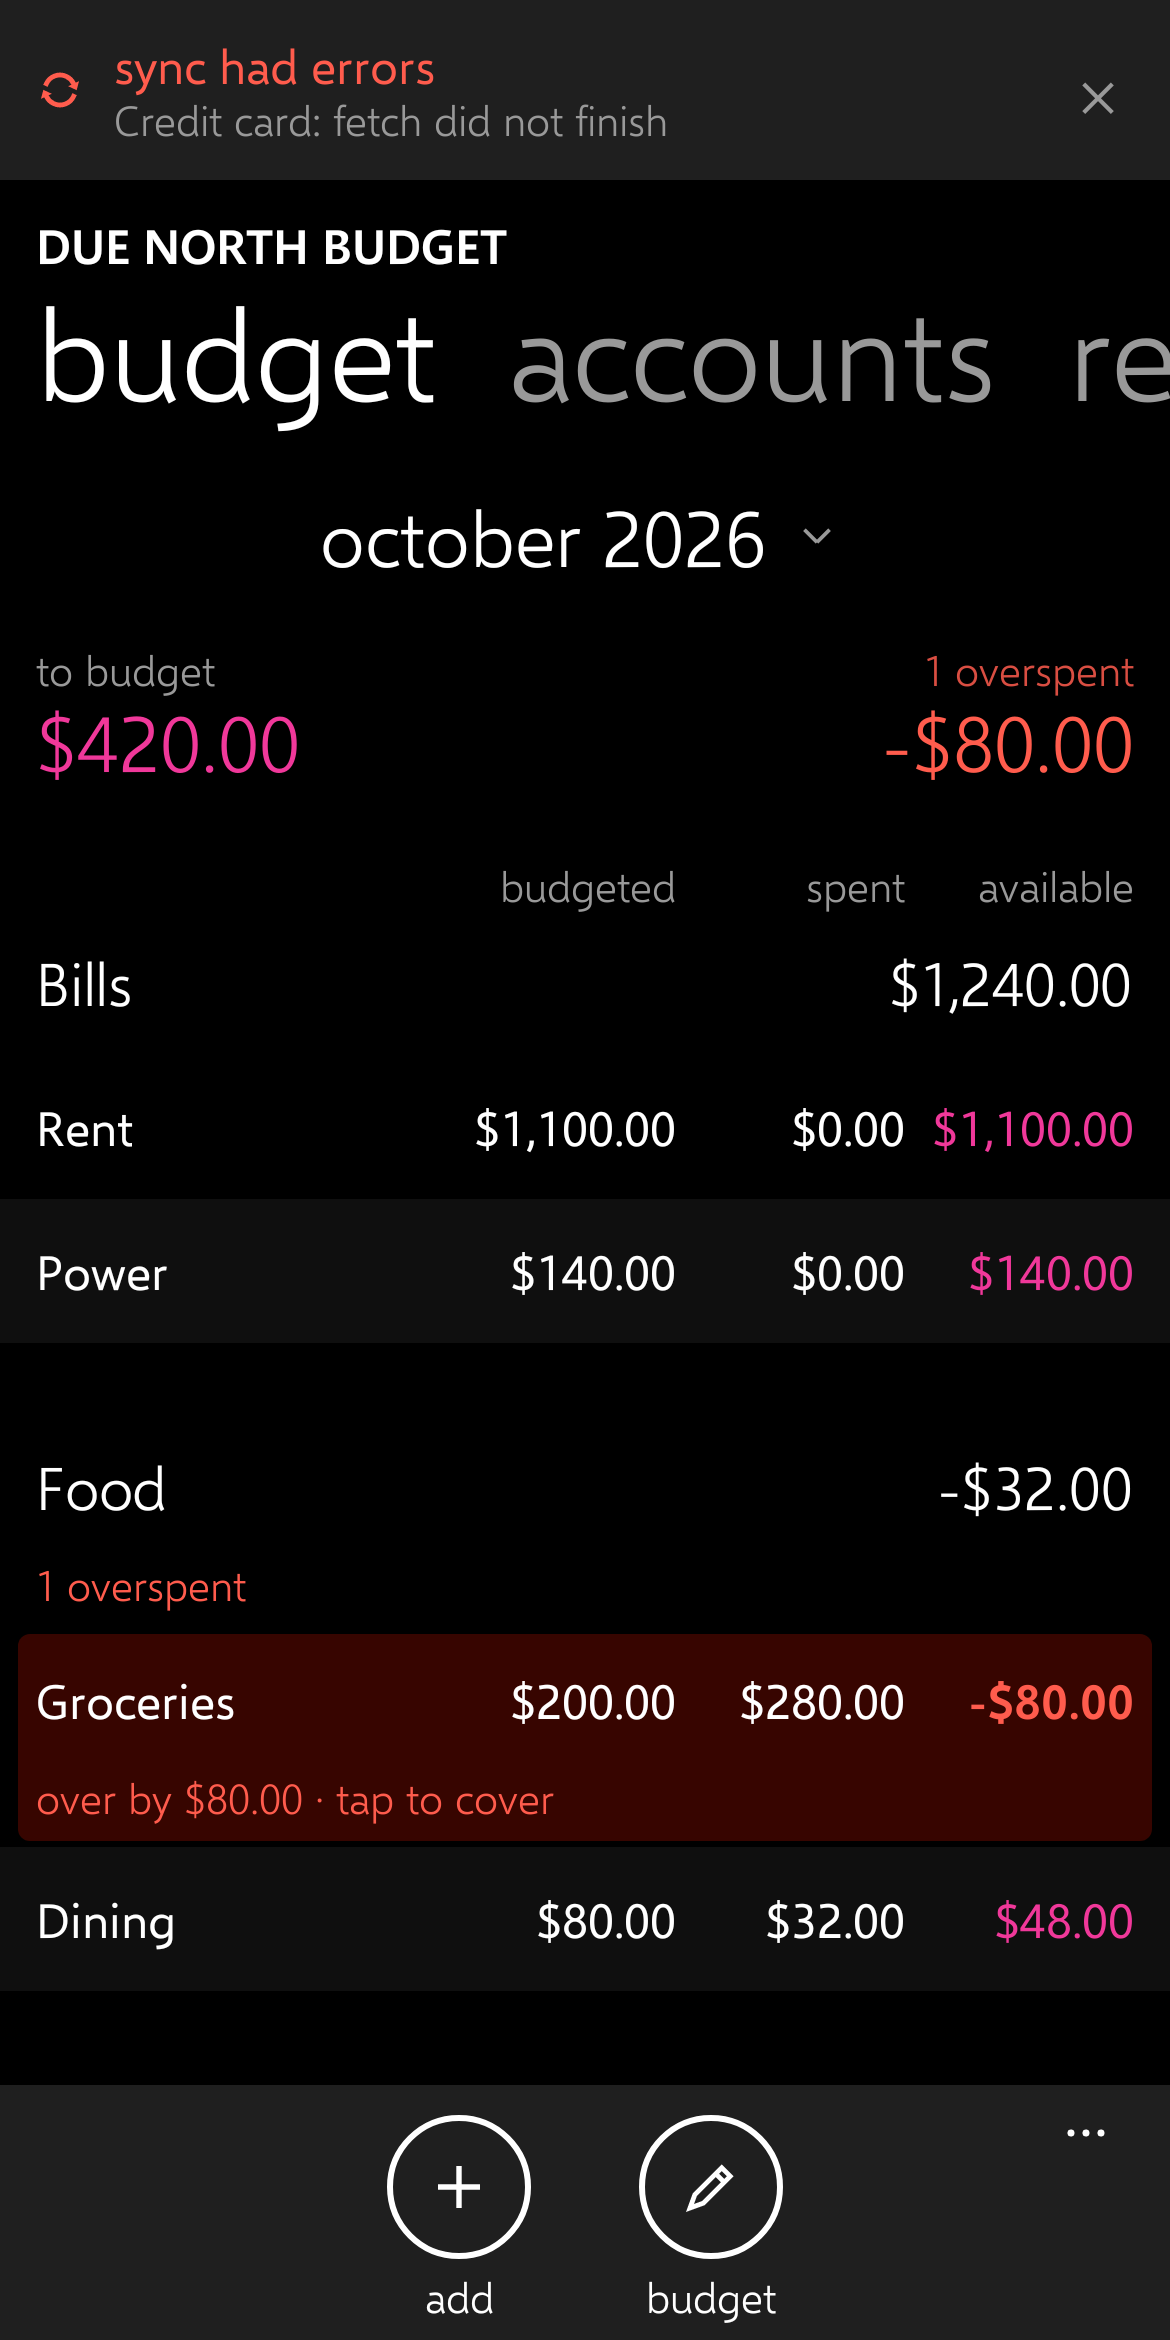 sync had errors
Credit card: fetch did not finish
DUE NORTH BUDGET
budget accounts re
october 2026
to budget 1 overspent
$420.00 -$80.00
budgeted spent available
Bills $1,240.00
Rent $1,100.00 $0.00 $1,100.00
Power $140.00 $0.00 $140.00
Food -$32.00
1 overspent
Groceries $200.00 $280.00 -$80.00
over by $80.00 · tap to cover
Dining $80.00 $32.00 $48.00
add budget